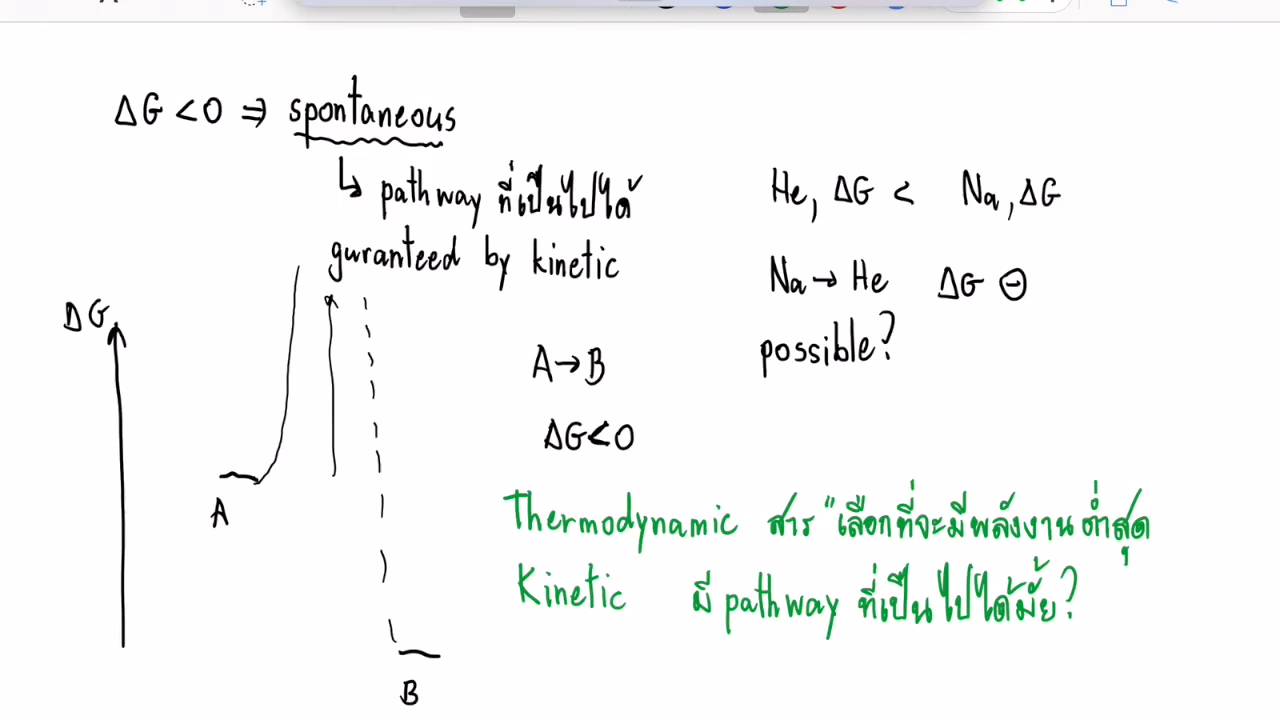 ΔG < 0 ⇒ spontaneous
↳ pathway ที่เป็นไปได้
guranteed by kinetic
He, ΔG < Na, ΔG
Na → He ΔG ⊖
possible?
ΔG
A → B
ΔG < 0
A
B
Thermodynamic สาร "เลือกที่จะมีพลังงานต่ำสุด
Kinetic มี pathway ที่เป็นไปได้มั้ย?